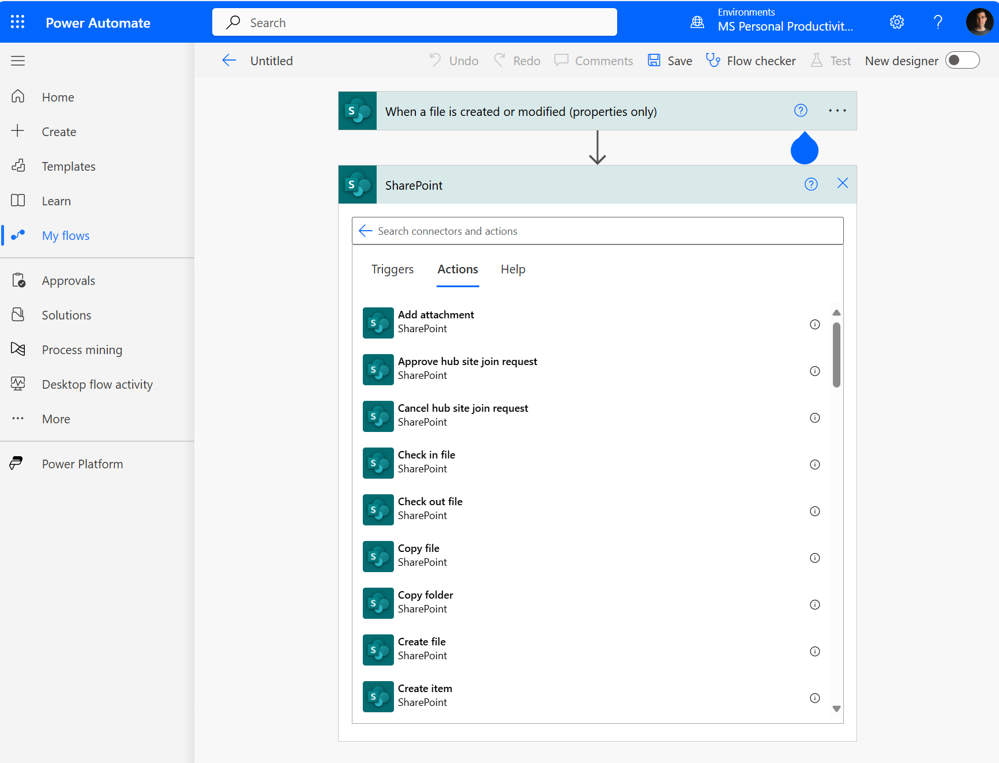 Power Automate
Search
Environments
MS Personal Productivit...
Untitled
Undo
Redo
Comments
Save
Flow checker
Test
New designer
Home
Create
Templates
Learn
My flows
Approvals
Solutions
Process mining
Desktop flow activity
More
Power Platform
When a file is created or modified (properties only)
SharePoint
Search connectors and actions
Triggers
Actions
Help
Add attachment
SharePoint
Approve hub site join request
SharePoint
Cancel hub site join request
SharePoint
Check in file
SharePoint
Check out file
SharePoint
Copy file
SharePoint
Copy folder
SharePoint
Create file
SharePoint
Create item
SharePoint